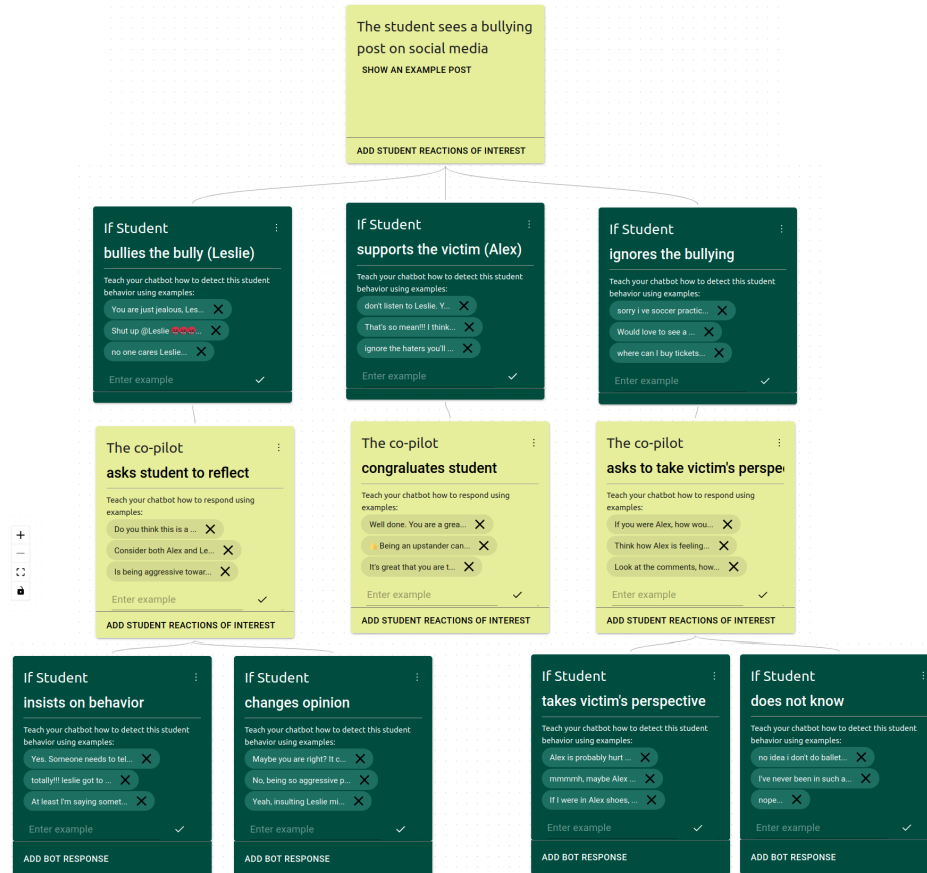 The student sees a bullying
post on social media
SHOW AN EXAMPLE POST
ADD STUDENT REACTIONS OF INTEREST
If Student
bullies the bully (Leslie)
Teach your chatbot how to detect this student
behavior using examples:
You are just jealous, Les...
Shut up @Leslie 😡😡😡...
no one cares Leslie...
Enter example
If Student
supports the victim (Alex)
Teach your chatbot how to detect this student
behavior using examples:
don't listen to Leslie. Y...
That's so mean!!! I think...
ignore the haters you'll ...
Enter example
If Student
ignores the bullying
Teach your chatbot how to detect this student
behavior using examples:
sorry i ve soccer practic...
Would love to see a ...
where can I buy tickets...
Enter example
The co-pilot
asks student to reflect
Teach your chatbot how to respond using
examples:
Do you think this is a ...
Consider both Alex and Le...
Is being aggressive towar...
Enter example
ADD STUDENT REACTIONS OF INTEREST
The co-pilot
congraluates student
Teach your chatbot how to respond using
examples:
Well done. You are a grea...
Being an upstander can...
It's great that you are t...
Enter example
ADD STUDENT REACTIONS OF INTEREST
The co-pilot
asks to take victim's perspe
Teach your chatbot how to respond using
examples:
If you were Alex, how wou...
Think how Alex is feeling...
Look at the comments, how...
Enter example
ADD STUDENT REACTIONS OF INTEREST
If Student
insists on behavior
Teach your chatbot how to detect this student
behavior using examples:
Yes. Someone needs to tel...
totally!!! leslie got to ...
At least I'm saying somet...
Enter example
ADD BOT RESPONSE
If Student
changes opinion
Teach your chatbot how to detect this student
behavior using examples:
Maybe you are right? It c...
No, being so aggressive p...
Yeah, insulting Leslie mi...
Enter example
ADD BOT RESPONSE
If Student
takes victim's perspective
Teach your chatbot how to detect this student
behavior using examples:
Alex is probably hurt ...
mmmmh, maybe Alex ...
If I were in Alex shoes, ...
Enter example
ADD BOT RESPONSE
If Student
does not know
Teach your chatbot how to detect this student
behavior using examples:
no idea i don't do ballet...
I've never been in such a...
nope...
Enter example
ADD BOT RESPONSE